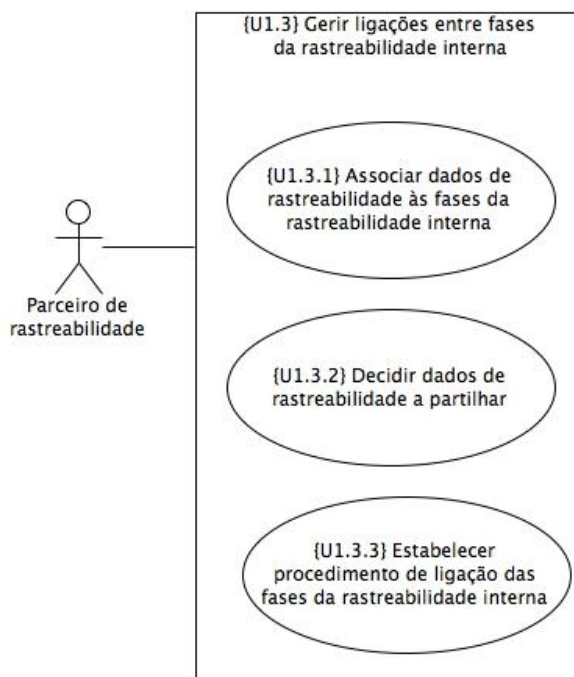 {U1.3} Gerir ligações entre fases
da rastreabilidade interna
{U1.3.1} Associar dados de
rastreabilidade às fases da
rastreabilidade interna
Parceiro de
rastreabilidade
{U1.3.2} Decidir dados de
rastreabilidade a partilhar
{U1.3.3} Estabelecer
procedimento de ligação das
fases da rastreabilidade interna